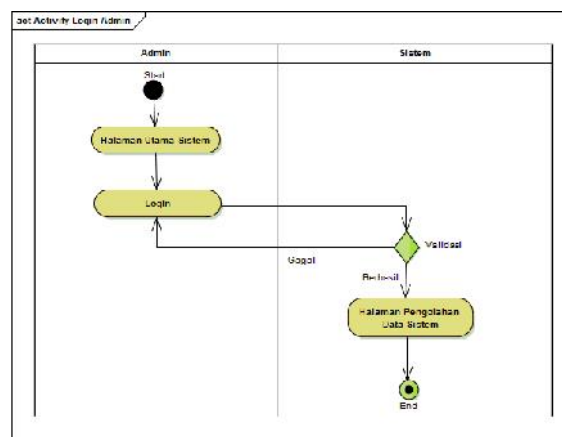 act Activity Login Admin
Admin
Sistem
Start
Halaman Utama Sistem
Login
Validasi
Gagal
Berhasil
Halaman Pengolahan
Data Sistem
End